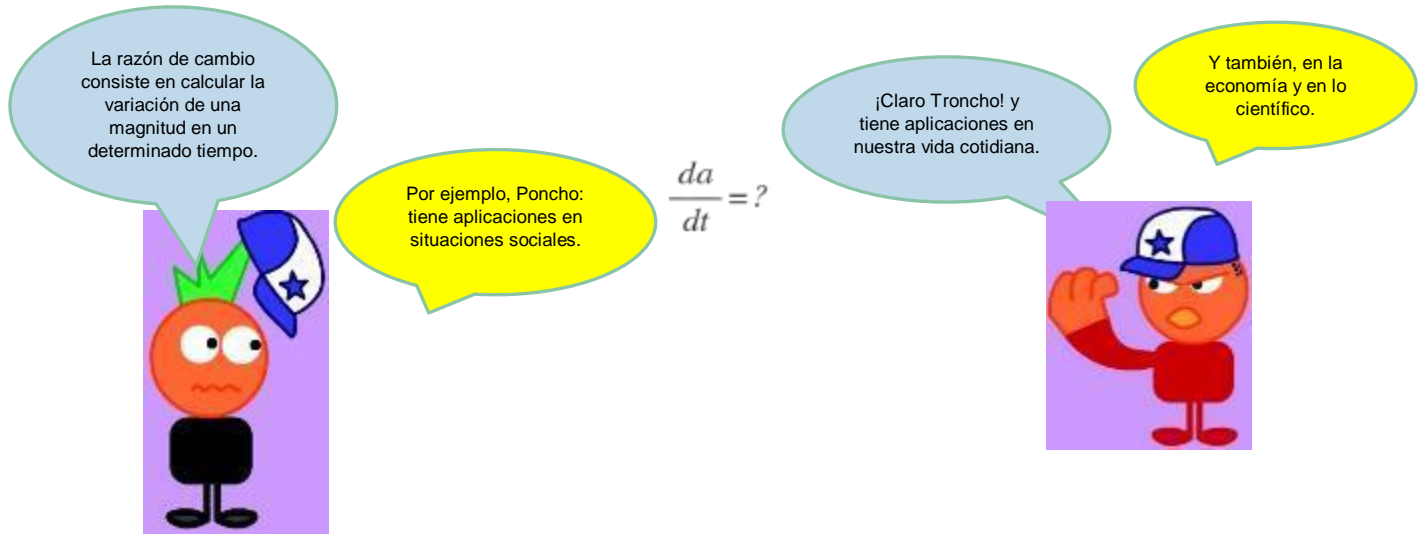 La razón de cambio
consiste en calcular la
variación de una
magnitud en un
determinado tiempo.
Por ejemplo, Poncho:
tiene aplicaciones en
situaciones sociales.
da
dt
= ?
¡Claro Troncho! y
tiene aplicaciones en
nuestra vida cotidiana.
Y también, en la
economía y en lo
científico.